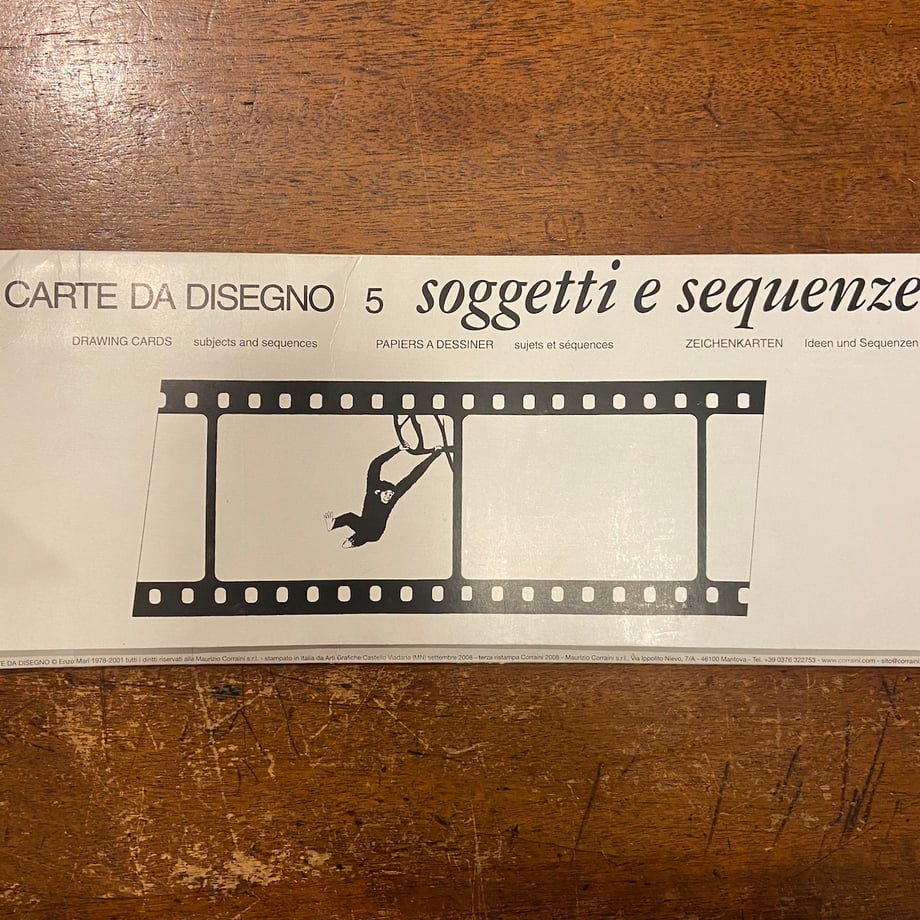 CARTE DA DISEGNO 5 soggetti e sequenze
DRAWING CARDS subjects and sequences PAPIERS A DESSINER sujets et séquences ZEICHENKARTEN Ideen und Sequenzen
TE DA DISEGNO © Enzo Mari 1978-2001 tutti i diritti riservati alla Maurizio Corraini s.r.l. - stampato in Italia da Arti Grafiche Castello Viadana (MN) settembre 2008 - terza ristampa Corraini 2008 - Maurizio Corraini s.r.l., Via Ippolito Nievo, 7/A - 46100 Mantova - Tel. +39 0376 322753 - www.corraini.com - sito@corraini